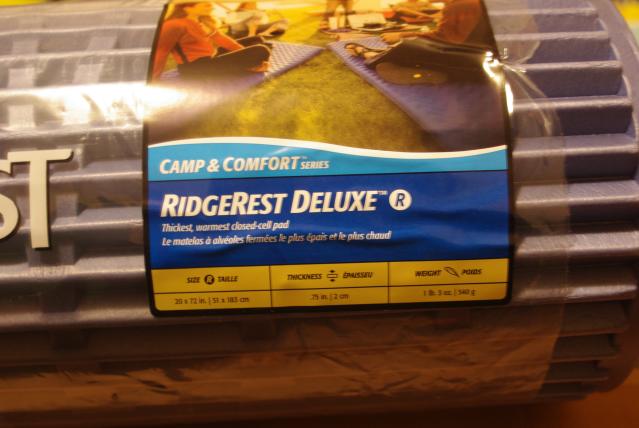 ST
CAMP & COMFORT™ SERIES
RIDGEREST DELUXE™ R
Thickest, warmest closed-cell pad
Le matelas à alvéoles fermées le plus épais et le plus chaud
SIZE R TAILLE
THICKNESS ÉPAISSEU
WEIGHT POIDS
20 x 72 in. | 51 x 183 cm
.75 in. | 2 cm
1 lb. 3 oz. | 540 g